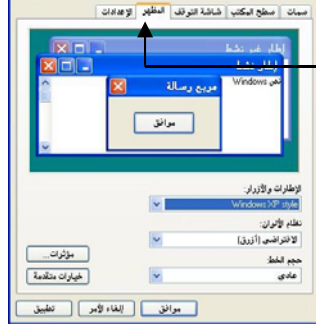 سمات سطح المكتب شاشة التوقف المظهر الإعدادات
إطار غير نشط
إطار نشط
نص Windows
مربع رسالة
موافق
الإطارات والأزرار:
Windows XP style
نظام الألوان:
الافتراضي (أزرق)
حجم الخط:
عادي
مؤثرات...
خيارات متقدمة
موافق إلغاء الأمر تطبيق